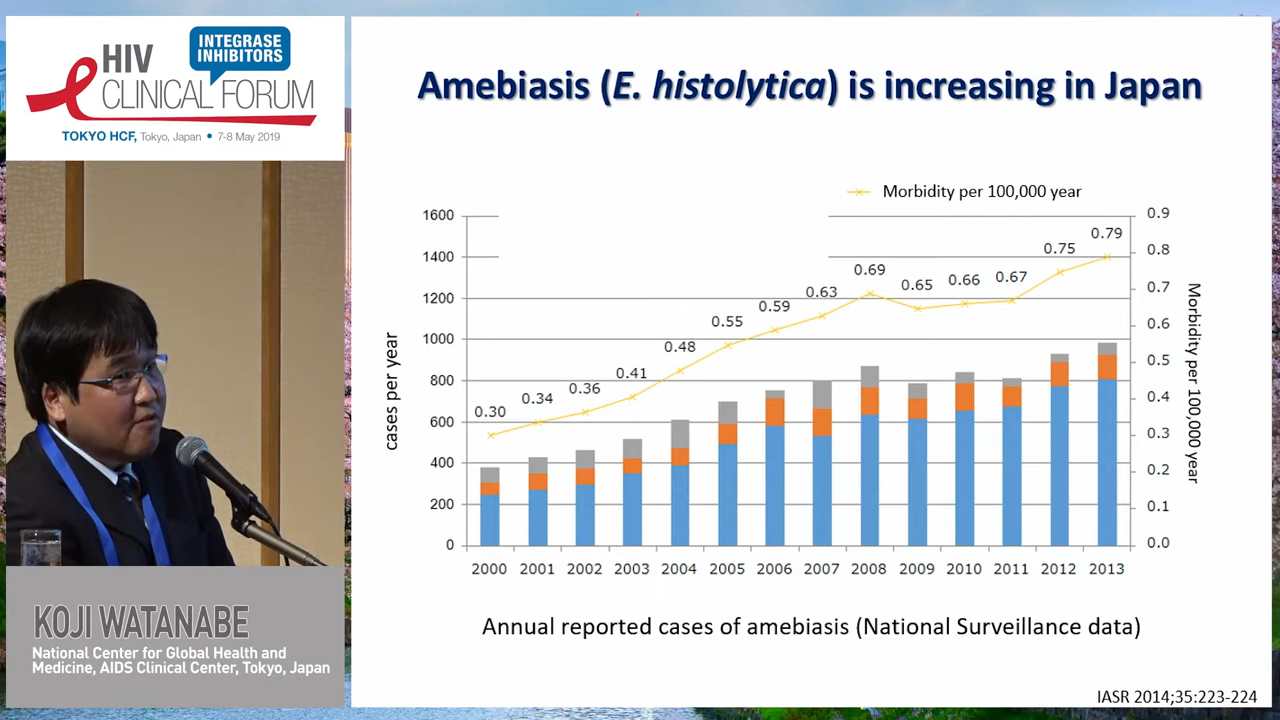 HIV
INTEGRASE
INHIBITORS
CLINICAL FORUM
TOKYO HCF, Tokyo, Japan • 7-8 May 2019
KOJI WATANABE
National Center for Global Health and
Medicine, AIDS Clinical Center, Tokyo, Japan
Amebiasis (E. histolytica) is increasing in Japan
Morbidity per 100,000 year
cases per year
1600
1400
1200
1000
800
600
400
200
0
0.30
0.34
0.36
0.41
0.48
0.55
0.59
0.63
0.69
0.65
0.66
0.67
0.75
0.79
0.9
0.8
0.7
0.6
0.5
0.4
0.3
0.2
0.1
0.0
Morbidity per 100,000 year
2000 2001 2002 2003 2004 2005 2006 2007 2008 2009 2010 2011 2012 2013
Annual reported cases of amebiasis (National Surveillance data)
IASR 2014;35:223-224